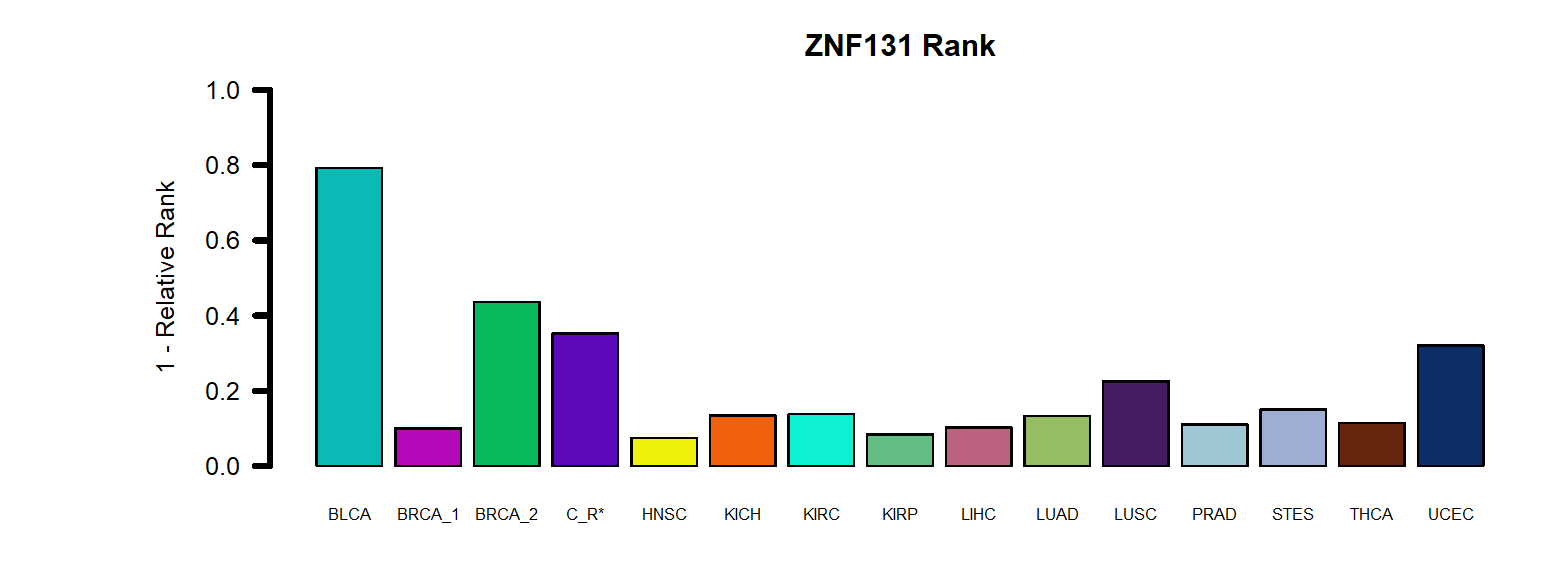 ZNF131 Rank
1 - Relative Rank
1.0
0.8
0.6
0.4
0.2
0.0
BLCA BRCA_1 BRCA_2 C_R* HNSC KICH KIRC KIRP LIHC LUAD LUSC PRAD STES THCA UCEC